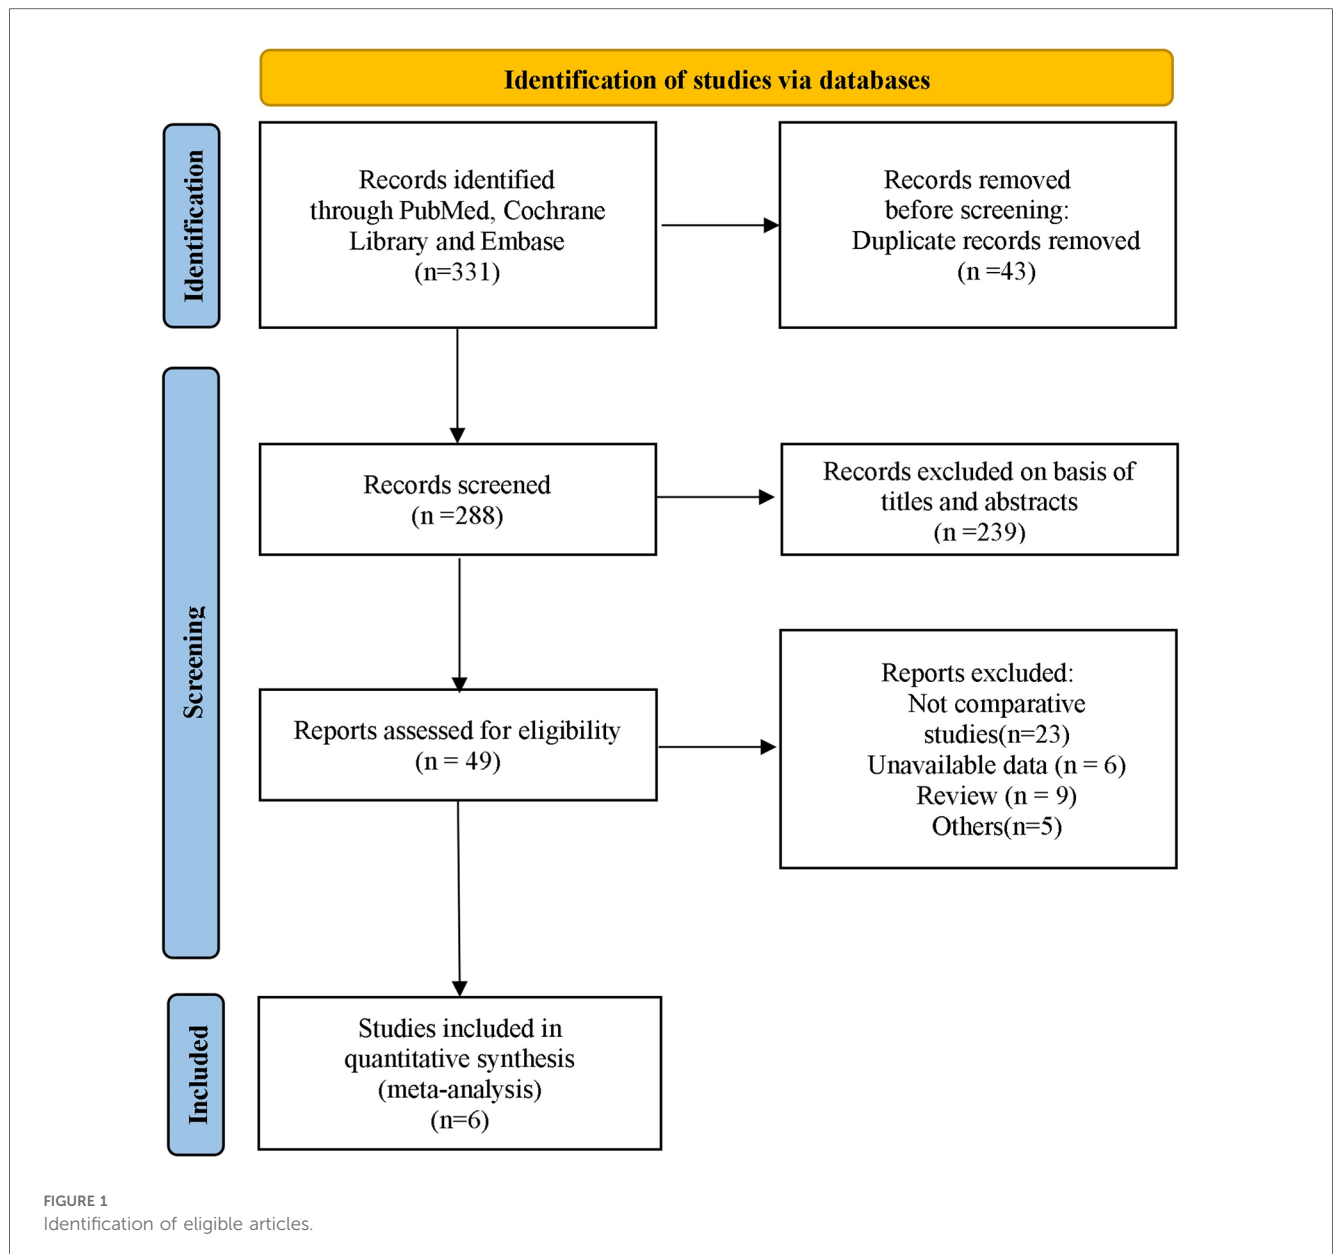 Identification of studies via databases
Identification
Records identified
through PubMed, Cochrane
Library and Embase
(n=331)
Records removed
before screening:
Duplicate records removed
(n =43)
Screening
Records screened
(n =288)
Records excluded on basis of
titles and abstracts
(n =239)
Reports assessed for eligibility
(n = 49)
Reports excluded:
Not comparative
studies(n=23)
Unavailable data (n = 6)
Review (n = 9)
Others(n=5)
Included
Studies included in
quantitative synthesis
(meta-analysis)
(n=6)
FIGURE 1
Identification of eligible articles.